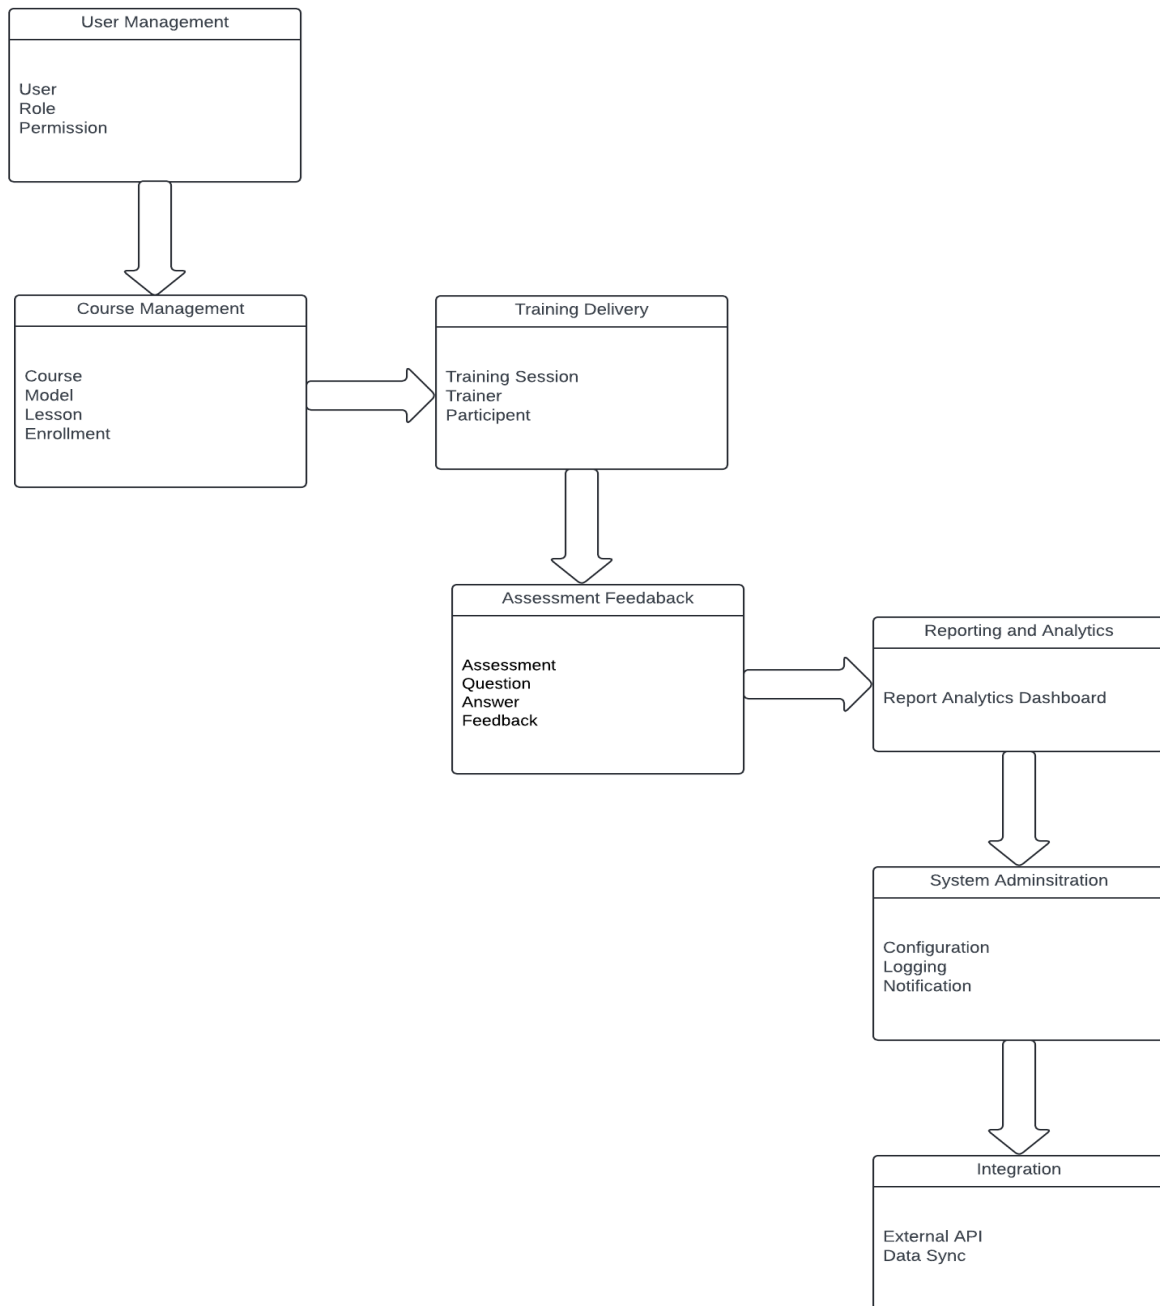 User Management
User
Role
Permission
Course Management
Course
Model
Lesson
Enrollment
Training Delivery
Training Session
Trainer
Participent
Assessment Feedaback
Assessment
Question
Answer
Feedback
Reporting and Analytics
Report Analytics Dashboard
System Adminsitration
Configuration
Logging
Notification
Integration
External API
Data Sync